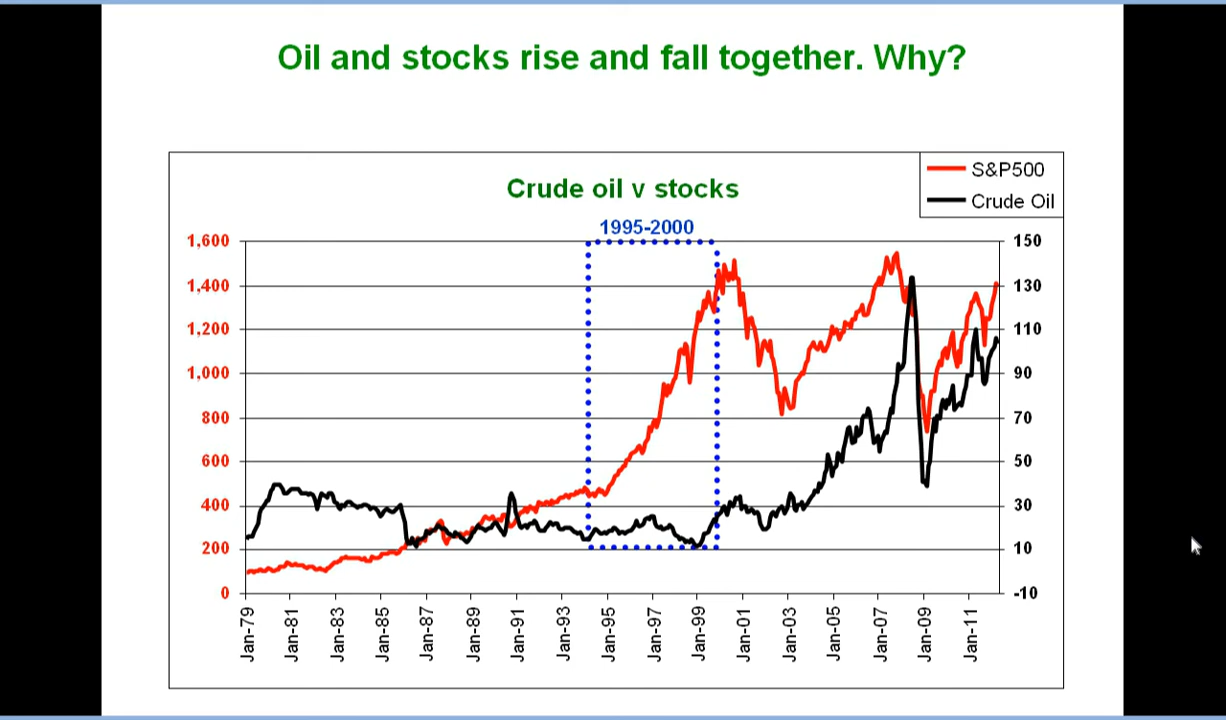 Oil and stocks rise and fall together. Why?
S&P500
Crude Oil
Crude oil v stocks
1995-2000
1,600
1,400
1,200
1,000
800
600
400
200
0
150
130
110
90
70
50
30
10
-10
Jan-79
Jan-81
Jan-83
Jan-85
Jan-87
Jan-89
Jan-91
Jan-93
Jan-95
Jan-97
Jan-99
Jan-01
Jan-03
Jan-05
Jan-07
Jan-09
Jan-11